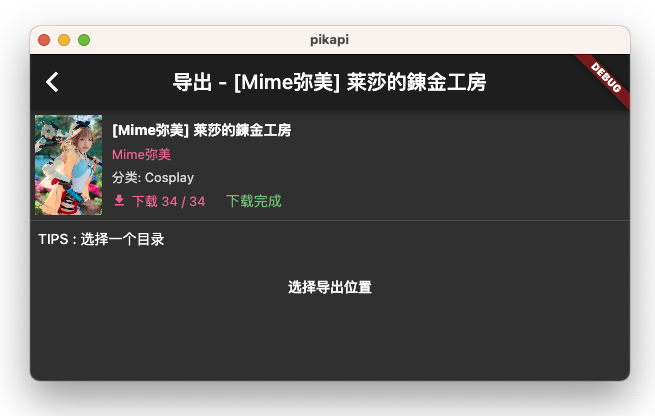 pikapi
导出 - [Mime弥美] 莱莎的錬金工房
DEBUG
[Mime弥美] 莱莎的錬金工房
Mime弥美
分类: Cosplay
下载 34 / 34 下载完成
TIPS : 选择一个目录
选择导出位置